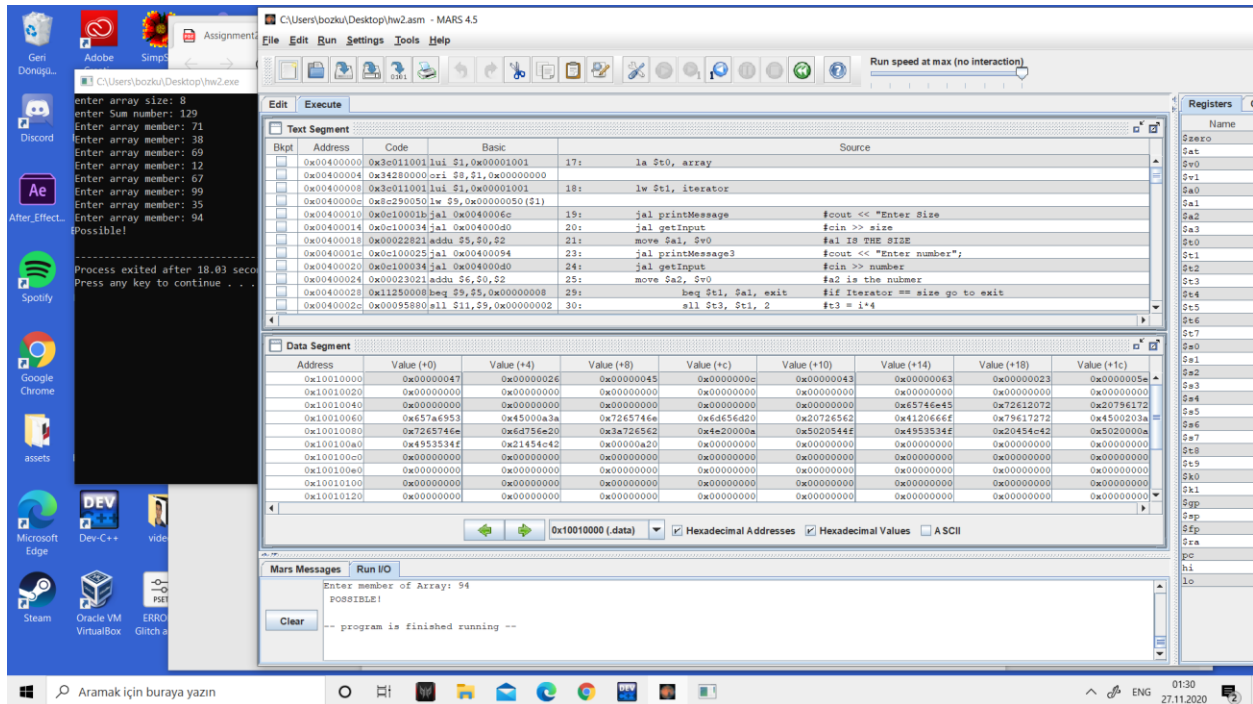 Geri
Dönüşü...
Adobe
SimpS
Discord
Ae
After_Effect...
Spotify
Google
Chrome
assets
Microsoft
Edge
DEV
Dev-C++
vide
Steam
Oracle VM
VirtualBox
PSET
ERRO
Glitch a
Assignment2
C:\Users\bozku\Desktop\hw2.exe
enter array size: 8
enter Sum number: 129
Enter array member: 71
Enter array member: 38
Enter array member: 69
Enter array member: 12
Enter array member: 67
Enter array member: 99
Enter array member: 35
Enter array member: 94
Possible!
--------------------------------
Process exited after 18.03 seco
Press any key to continue . . .
C:\Users\bozku\Desktop\hw2.asm - MARS 4.5
File Edit Run Settings Tools Help
Run speed at max (no interaction)
Edit Execute
Text Segment
Bkpt Address Code Basic Source
0x00400000 0x3c011001 lui $1,0x00001001 17: la $t0, array
0x00400004 0x34280000 ori $8,$1,0x00000000
0x00400008 0x3c011001 lui $1,0x00001001 18: lw $t1, iterator
0x0040000c 0x8c290050 lw $9,0x00000050($1)
0x00400010 0x0c10001b jal 0x0040006c 19: jal printMessage #cout << "Enter Size
0x00400014 0x0c100034 jal 0x004000d0 20: jal getInput #cin >> size
0x00400018 0x00022821 addu $5,$0,$2 21: move $a1, $v0 #a1 IS THE SIZE
0x0040001c 0x0c100025 jal 0x00400094 23: jal printMessage3 #cout << "Enter number";
0x00400020 0x0c100034 jal 0x004000d0 24: jal getInput #cin >> number
0x00400024 0x00023021 addu $6,$0,$2 25: move $a2, $v0 #a2 is the nubmer
0x00400028 0x11250008 beq $9,$5,0x00000008 29: beq $t1, $a1, exit #if Iterator == size go to exit
0x0040002c 0x00095880 sll $11,$9,0x00000002 30: sll $t3, $t1, 2 #t3 = i*4
Data Segment
Address Value (+0) Value (+4) Value (+8) Value (+c) Value (+10) Value (+14) Value (+18) Value (+1c)
0x10010000 0x00000047 0x00000026 0x00000045 0x0000000c 0x00000043 0x00000063 0x00000023 0x0000005e
0x10010020 0x00000000 0x00000000 0x00000000 0x00000000 0x00000000 0x00000000 0x00000000 0x00000000
0x10010040 0x00000000 0x00000000 0x00000000 0x00000000 0x00000000 0x65746e45 0x72612072 0x20796172
0x10010060 0x657a6953 0x45000a3a 0x7265746e 0x6d656d20 0x20726562 0x4120666f 0x79617272 0x4500203a
0x10010080 0x7265746e 0x6d756e20 0x3a726562 0x4e20000a 0x5020544f 0x4953534f 0x20454c42 0x5020000a
0x100100a0 0x4953534f 0x21454c42 0x00000a20 0x00000000 0x00000000 0x00000000 0x00000000 0x00000000
0x100100c0 0x00000000 0x00000000 0x00000000 0x00000000 0x00000000 0x00000000 0x00000000 0x00000000
0x100100e0 0x00000000 0x00000000 0x00000000 0x00000000 0x00000000 0x00000000 0x00000000 0x00000000
0x10010100 0x00000000 0x00000000 0x00000000 0x00000000 0x00000000 0x00000000 0x00000000 0x00000000
0x10010120 0x00000000 0x00000000 0x00000000 0x00000000 0x00000000 0x00000000 0x00000000 0x00000000
0x10010000 (.data) Hexadecimal Addresses Hexadecimal Values ASCII
Mars Messages Run I/O
Enter member of Array: 94
POSSIBLE!
-- program is finished running --
Clear
Registers
Name
$zero
$at
$v0
$v1
$a0
$a1
$a2
$a3
$t0
$t1
$t2
$t3
$t4
$t5
$t6
$t7
$s0
$s1
$s2
$s3
$s4
$s5
$s6
$s7
$t8
$t9
$k0
$k1
$gp
$sp
$fp
$ra
pc
hi
lo
Aramak için buraya yazın
DEV
ENG
01:30
27.11.2020
2